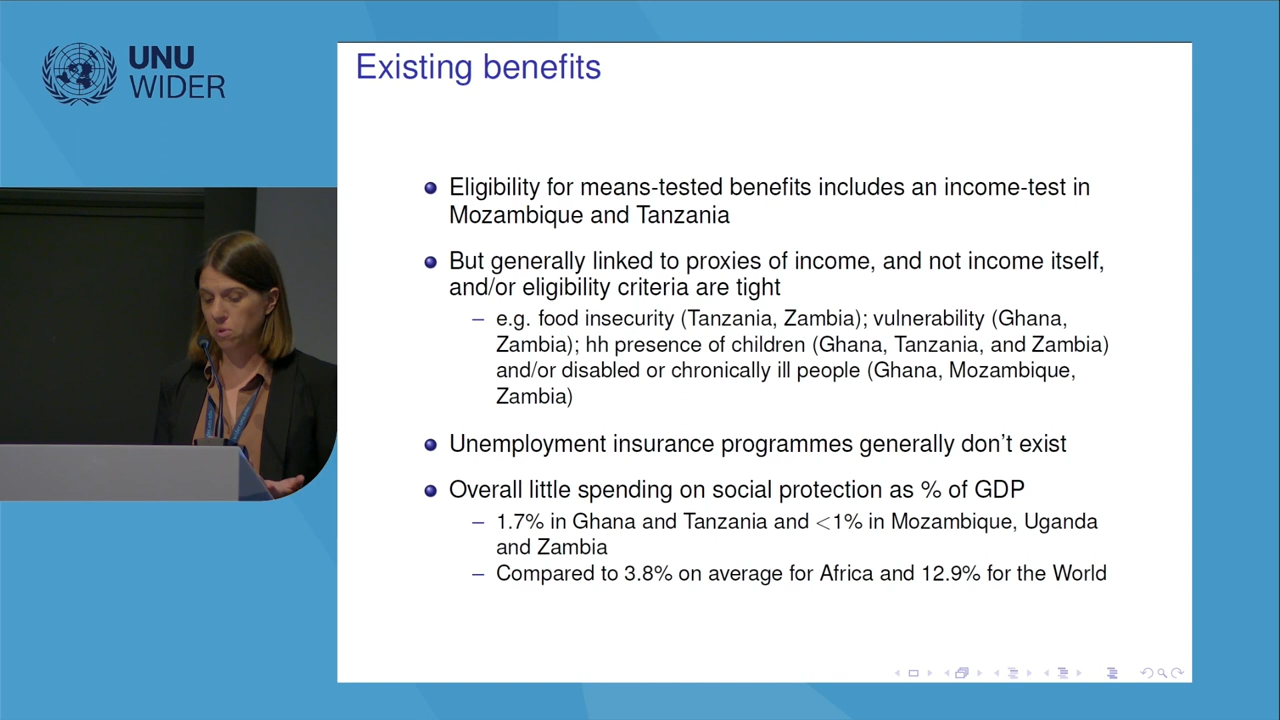 UNU
WIDER
Existing benefits
Eligibility for means-tested benefits includes an income-test in
Mozambique and Tanzania
But generally linked to proxies of income, and not income itself,
and/or eligibility criteria are tight
– e.g. food insecurity (Tanzania, Zambia); vulnerability (Ghana,
Zambia); hh presence of children (Ghana, Tanzania, and Zambia)
and/or disabled or chronically ill people (Ghana, Mozambique,
Zambia)
Unemployment insurance programmes generally don't exist
Overall little spending on social protection as % of GDP
– 1.7% in Ghana and Tanzania and <1% in Mozambique, Uganda
and Zambia
– Compared to 3.8% on average for Africa and 12.9% for the World